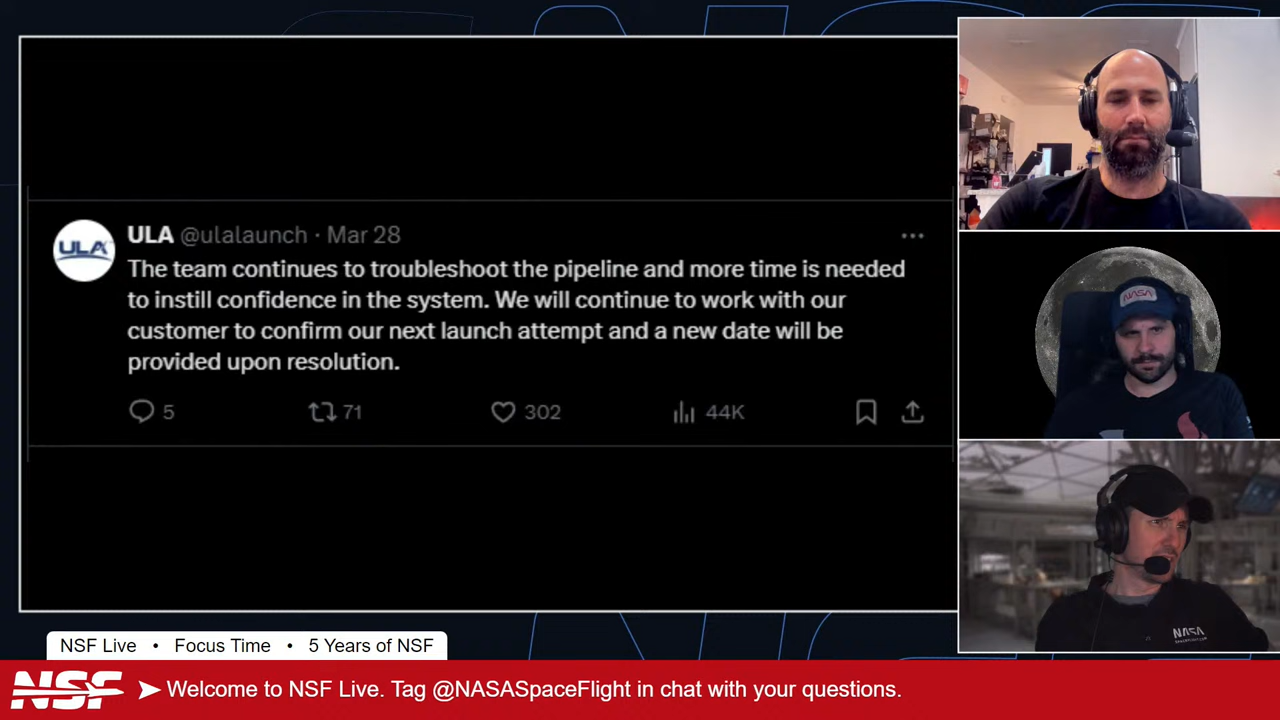 ULA @ulalaunch · Mar 28
The team continues to troubleshoot the pipeline and more time is needed
to instill confidence in the system. We will continue to work with our
customer to confirm our next launch attempt and a new date will be
provided upon resolution.
5 71 302 44K
ULA
NASA
NASA
NSF Live • Focus Time • 5 Years of NSF
NSF Welcome to NSF Live. Tag @NASASpaceFlight in chat with your questions.